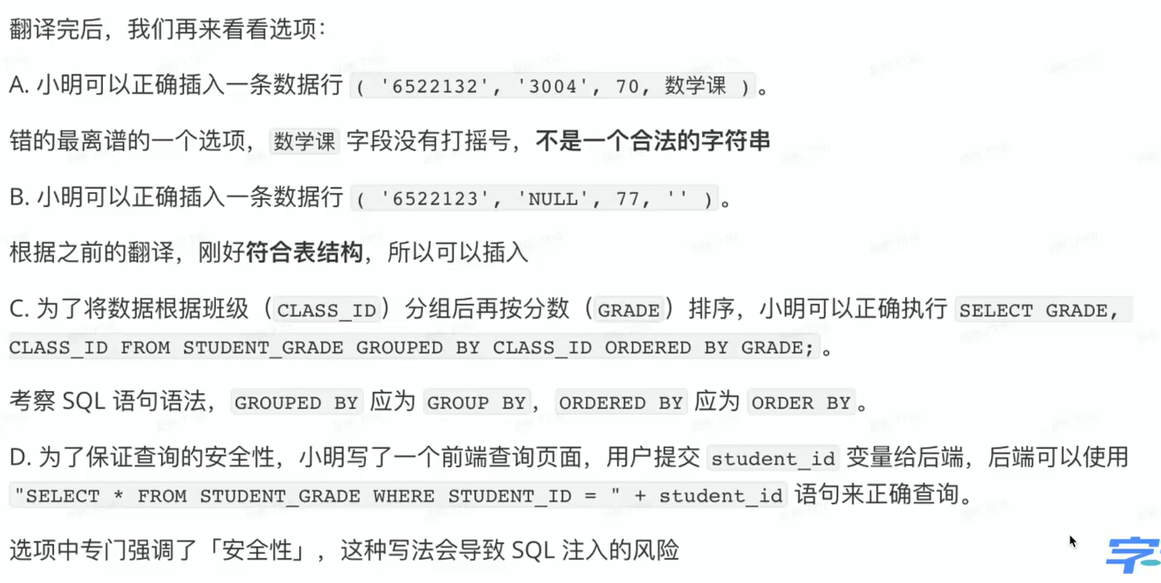 翻译完后，我们再来看看选项：
A. 小明可以正确插入一条数据行 ( '6522132', '3004', 70, 数学课 ) 。
错的最离谱的一个选项， 数学课 字段没有打摇号，不是一个合法的字符串
B. 小明可以正确插入一条数据行 ( '6522123', 'NULL', 77, '' ) 。
根据之前的翻译，刚好符合表结构，所以可以插入
C. 为了将数据根据班级（CLASS_ID）分组后再按分数（GRADE）排序，小明可以正确执行 SELECT GRADE,
CLASS_ID FROM STUDENT_GRADE GROUPED BY CLASS_ID ORDERED BY GRADE; 。
考察 SQL 语句语法， GROUPED BY 应为 GROUP BY ， ORDERED BY 应为 ORDER BY 。
D. 为了保证查询的安全性，小明写了一个前端查询页面，用户提交 student_id 变量给后端，后端可以使用
"SELECT * FROM STUDENT_GRADE WHERE STUDENT_ID = " + student_id 语句来正确查询。
选项中专门强调了「安全性」，这种写法会导致 SQL 注入的风险
字